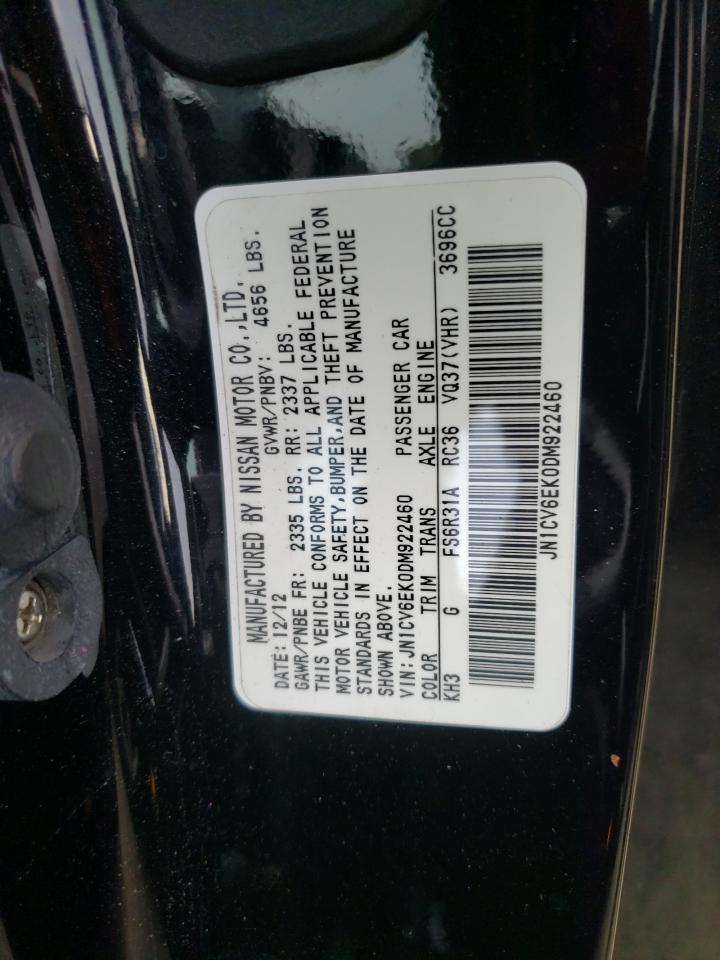 MANUFACTURED BY NISSAN MOTOR CO.,LTD.
DATE: 12/12 GVWR/PNBV: 4656 LBS.
GAWR/PNBE FR: 2335 LBS. RR: 2337 LBS.
THIS VEHICLE CONFORMS TO ALL APPLICABLE FEDERAL
MOTOR VEHICLE SAFETY,BUMPER,AND THEFT PREVENTION
STANDARDS IN EFFECT ON THE DATE OF MANUFACTURE
SHOWN ABOVE.
VIN:JN1CV6EK0DM922460 PASSENGER CAR
COLOR TRIM TRANS AXLE ENGINE
KH3 G FS6R31A RC36 VQ37(VHR) 3696CC
JN1CV6EK0DM922460